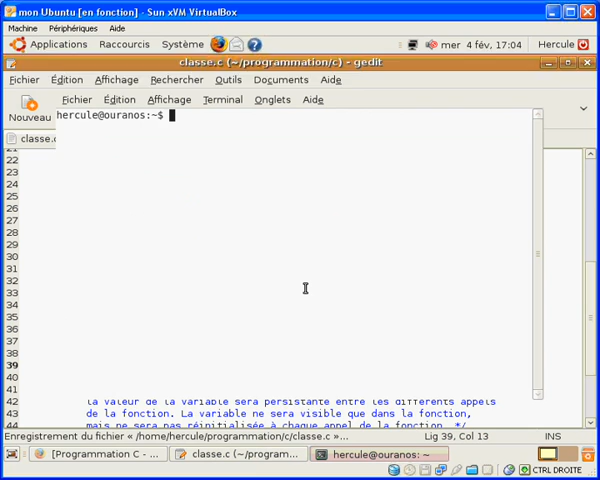 mon Ubuntu [en fonction] - Sun xVM VirtualBox
Machine Périphériques Aide
Applications Raccourcis Système mer 4 fév, 17:04 Hercule
classe.c (~/programmation/c) - gedit
Fichier Édition Affichage Rechercher Outils Documents Aide
Nouveau
Fichier Édition Affichage Terminal Onglets Aide
hercule@ouranos:~$
classe.c
21
22
23
24
25
26
27
28
29
30
31
32
33
34
35
36
37
38
39
40
41
42 la valeur de la variable sera persistante entre les différents appels
43 de la fonction. La variable ne sera visible que dans la fonction,
44 mais ne sera pas réinitialisée à chaque appel de la fonction. */
Enregistrement du fichier « /home/hercule/programmation/c/classe.c »... Lig 39, Col 13 INS
[Programmation C - ... classe.c (~/program... hercule@ouranos: ~
CTRL DROITE